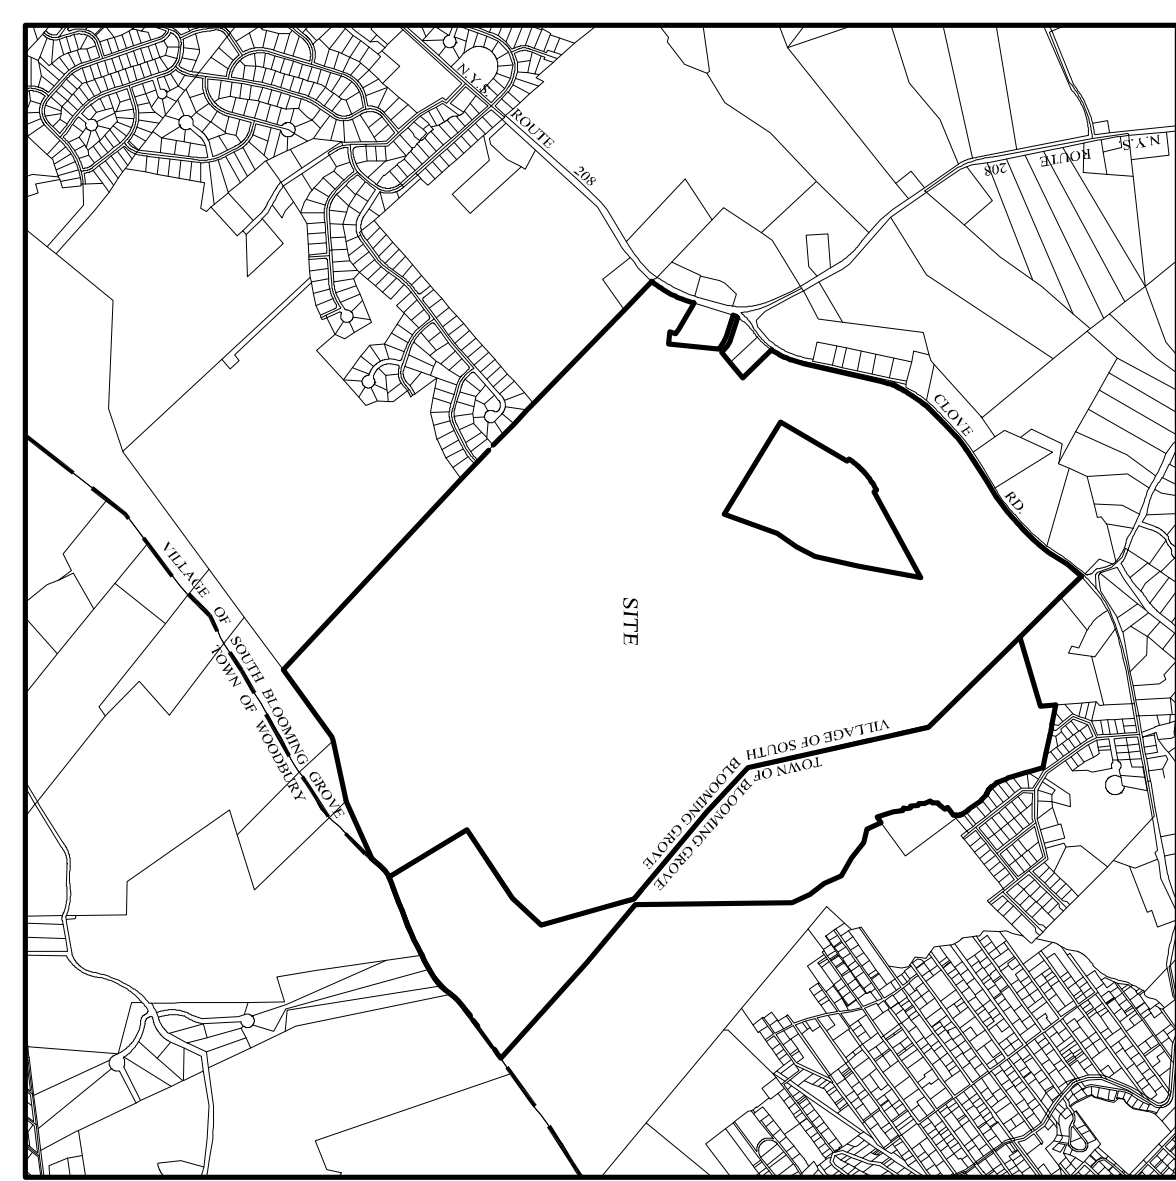 N.Y.S. ROUTE 208
N.Y.S. ROUTE 208
CLOVE RD.
SITE
VILLAGE OF SOUTH BLOOMING GROVE
TOWN OF WOODBURY
VILLAGE OF SOUTH
BLOOMING GROVE
TOWN OF
BLOOMING GROVE